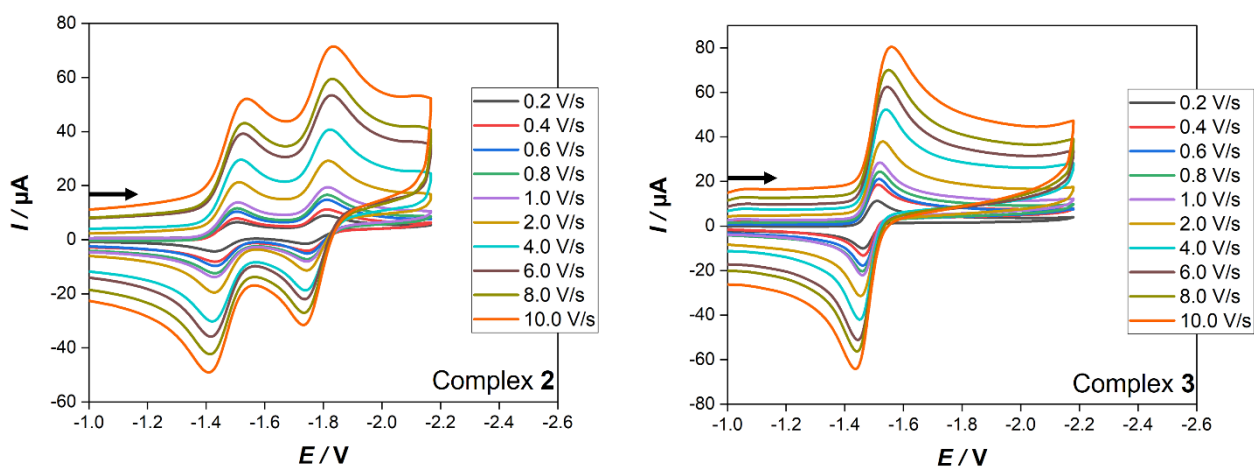 80
60
40
20
0
-20
-40
-60
I / μA
-1.0 -1.2 -1.4 -1.6 -1.8 -2.0 -2.2 -2.4 -2.6
E / V
0.2 V/s
0.4 V/s
0.6 V/s
0.8 V/s
1.0 V/s
2.0 V/s
4.0 V/s
6.0 V/s
8.0 V/s
10.0 V/s
Complex 2
80
60
40
20
0
-20
-40
-60
-80
I / μA
-1.0 -1.2 -1.4 -1.6 -1.8 -2.0 -2.2 -2.4 -2.6
E / V
0.2 V/s
0.4 V/s
0.6 V/s
0.8 V/s
1.0 V/s
2.0 V/s
4.0 V/s
6.0 V/s
8.0 V/s
10.0 V/s
Complex 3